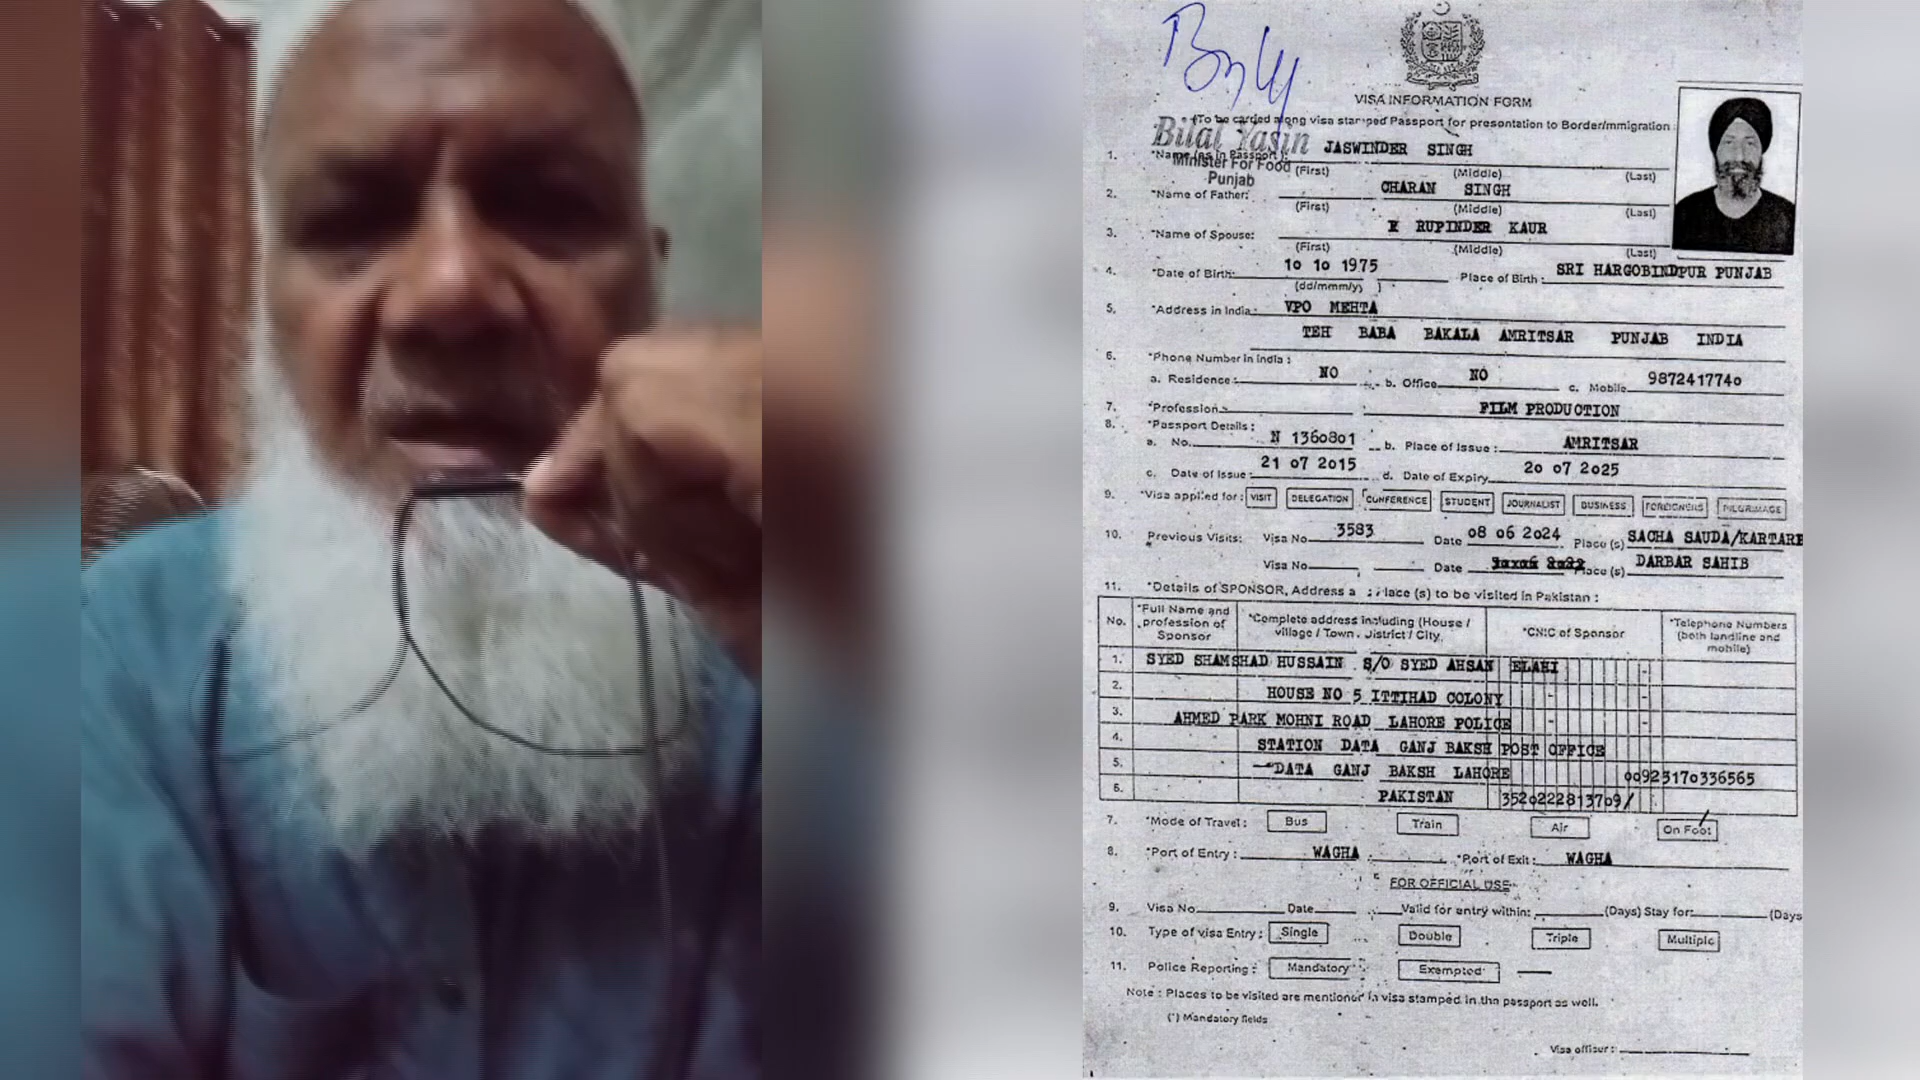 VISA INFORMATION FORM
(To be carried along visa stamped Passport for presentation to Border/mmigration
Bilal Yasin
Minister For Food
Punjab
1. *Name (as in Passport): JASWINDER SINGH
(First) (Middle) (Last)
2. *Name of Father: CHARAN SINGH
(First) (Middle) (Last)
3. *Name of Spouse: RUPINDER KAUR
(First) (Middle) (Last)
4. *Date of Birth: 10 10 1975 Place of Birth: SRI HARGOBINDPUR PUNJAB
(dd/mmm/y )
5. *Address in India: VPO MEHTA
TEH BABA BAKALA AMRITSAR PUNJAB INDIA
6. *Phone Number in India :
a. Residence: NO b. Office NO c. Mobile 9872417740
7. *Profession FILM PRODUCTION
8. *Passport Details :
a. No. N 1360801 b. Place of Issue: AMRITSAR
c. Date of Issue: 21 07 2015 d. Date of Expiry 20 07 2025
9. *Visa applied for: VISIT DELEGATION CONFERENCE STUDENT JOURNALIST BUSINESS FOREIGNERS PILGRIMAGE
10. Previous Visits: Visa No 3583 Date 08 06 2024 Place (s) SACHA SAUDA/KARTARP
Visa No Date Place (s) DARBAR SAHIB
11. *Details of SPONSOR, Address a place (s) to be visited in Pakistan :
No. *Full Name and profession of Sponsor *Complete address including (House / village / Town, District / City, *CNIC of Sponsor *Telephone Numbers (both landline and mobile)
1. SYED SHAMSHAD HUSSAIN S/O SYED AHSAN ELAHI
2. HOUSE NO 5 ITTIHAD COLONY
3. AHMED PARK MOHNI ROAD LAHORE POLICE
4. STATION DATA GANJ BAKSH POST OFFICE
5. DATA GANJ BAKSH LAHORE 00923170336565
6. PAKISTAN 3520222813709/
7. *Mode of Travel: Bus Train Air On Foot
8. *Port of Entry : WAGHA *Port of Exit: WAGHA
FOR OFFICIAL USE
9. Visa No Date Valid for entry within: (Days) Stay for: (Days
10. Type of visa Entry: Single Double Triple Multiple
11. Police Reporting : Mandatory Exempted
Note : Places to be visited are mentioned in visa stamped in the passport as well.
(*) Mandatory fields
Visa officer: